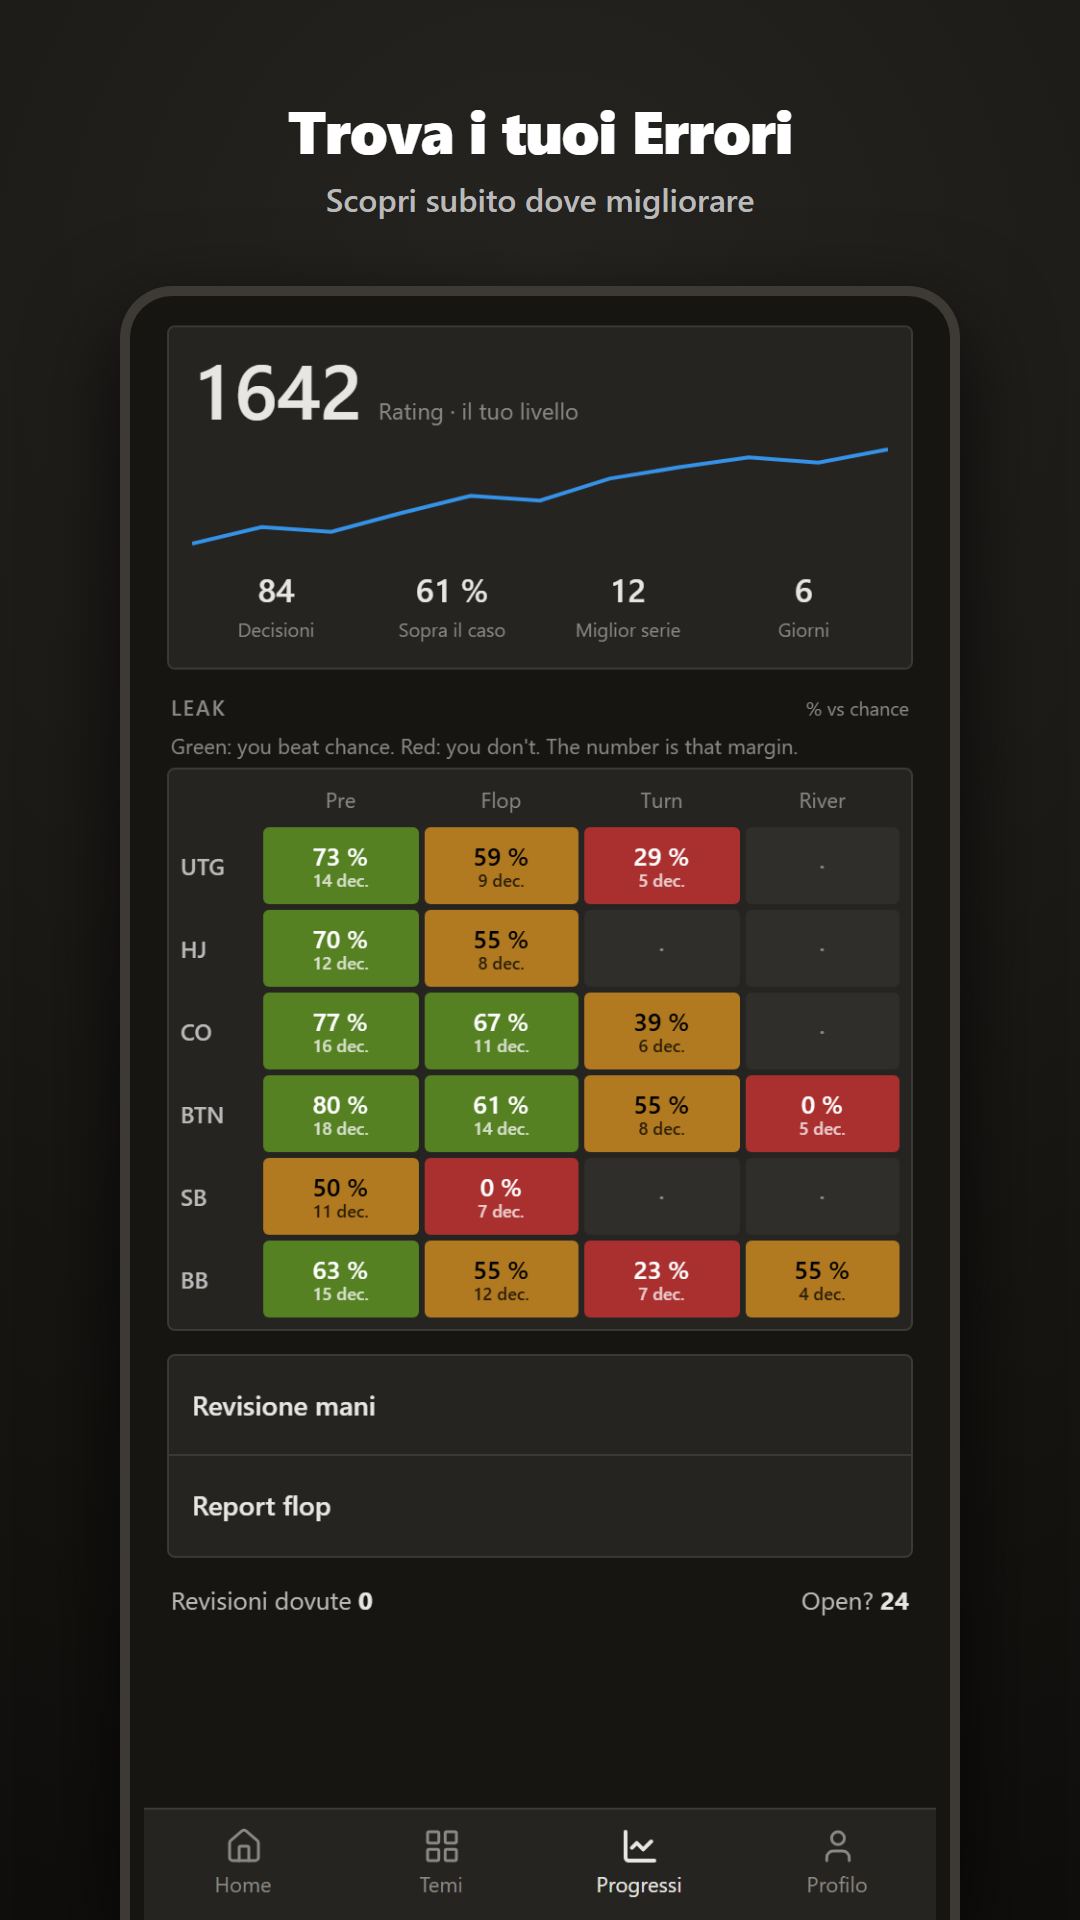 Trova i tuoi Errori
Scopri subito dove migliorare
1642 Rating · il tuo livello
84 61 % 12 6
Decisioni Sopra il caso Miglior serie Giorni
LEAK % vs chance
Green: you beat chance. Red: you don't. The number is that margin.
Pre Flop Turn River
UTG 73 % 59 % 29 % ·
14 dec. 9 dec. 5 dec.
HJ 70 % 55 % · ·
12 dec. 8 dec.
CO 77 % 67 % 39 % ·
16 dec. 11 dec. 6 dec.
BTN 80 % 61 % 55 % 0 %
18 dec. 14 dec. 8 dec. 5 dec.
SB 50 % 0 % · ·
11 dec. 7 dec.
BB 63 % 55 % 23 % 55 %
15 dec. 12 dec. 7 dec. 4 dec.
Revisione mani
Report flop
Revisioni dovute 0 Open? 24
Home Temi Progressi Profilo